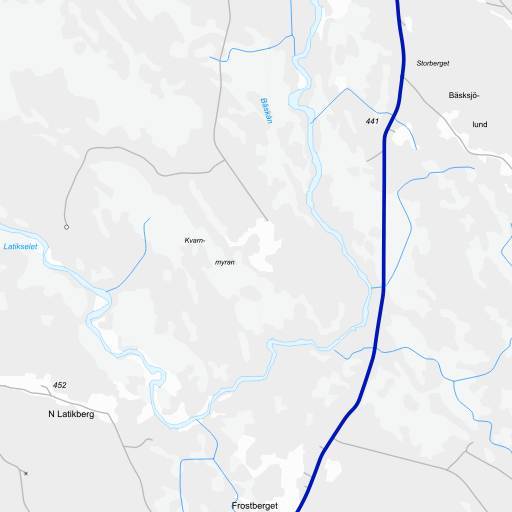 Storberget
Bäsksjö-
lund
Bäskån
441
Kvarn-
myran
Latikselet
452
N Latikberg
Frostberget